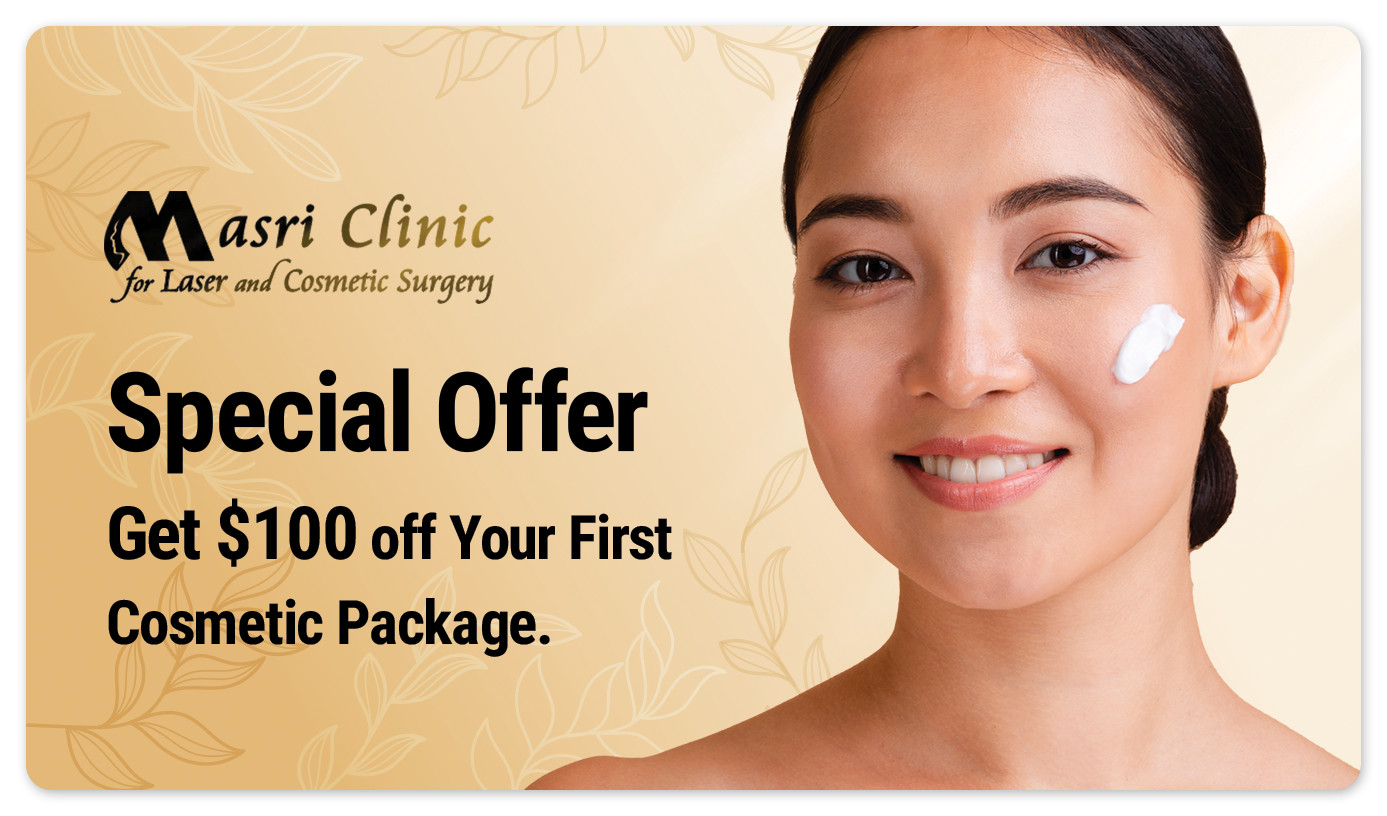 Masri Clinic
for Laser and Cosmetic Surgery
Special Offer
Get $100 off Your First
Cosmetic Package.